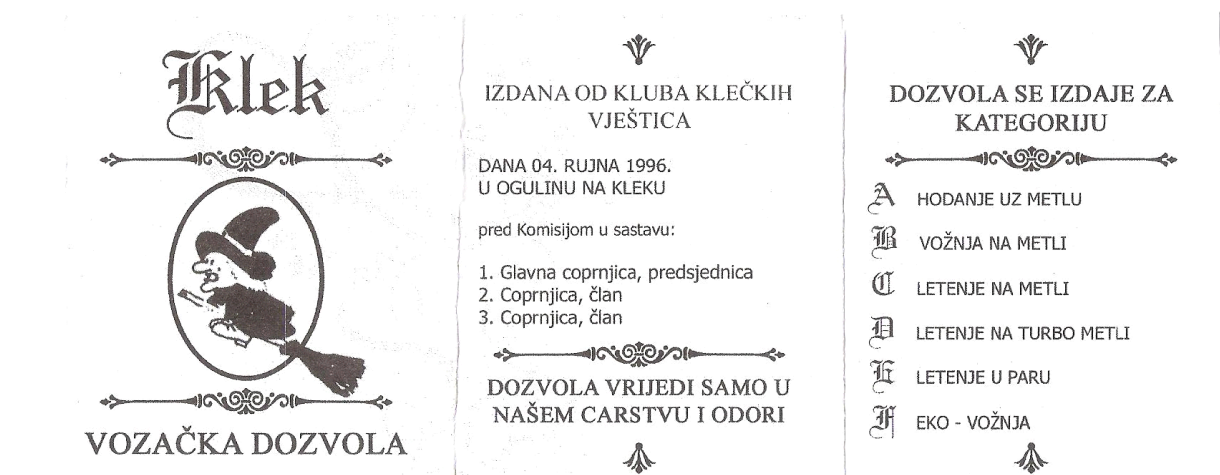 Klek
VOZAČKA DOZVOLA
IZDANA OD KLUBA KLEČKIH
VJEŠTICA
DANA 04. RUJNA 1996.
U OGULINU NA KLEKU
pred Komisijom u sastavu:
1. Glavna coprnjica, predsjednica
2. Coprnjica, član
3. Coprnjica, član
DOZVOLA VRIJEDI SAMO U
NAŠEM CARSTVU I ODORI
DOZVOLA SE IZDAJE ZA
KATEGORIJU
A HODANJE UZ METLU
B VOŽNJA NA METLI
C LETENJE NA METLI
D LETENJE NA TURBO METLI
E LETENJE U PARU
F EKO - VOŽNJA